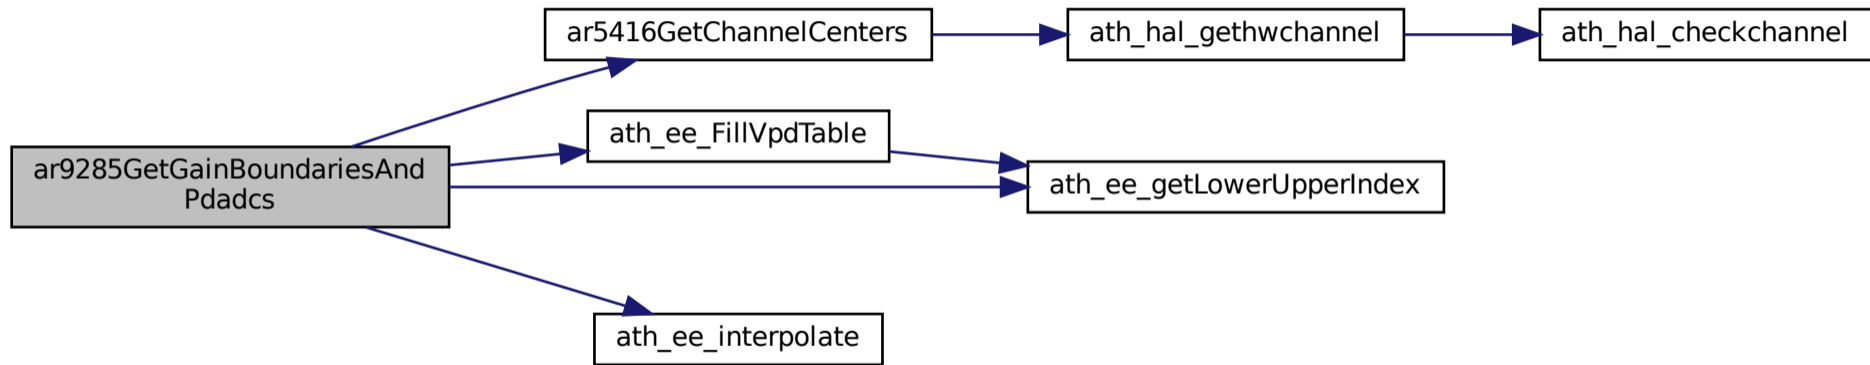 ar5416GetChannelCenters
ath_hal_gethwchannel
ath_hal_checkchannel
ath_ee_FillVpdTable
ar9285GetGainBoundariesAnd
Pdadcs
ath_ee_getLowerUpperIndex
ath_ee_interpolate